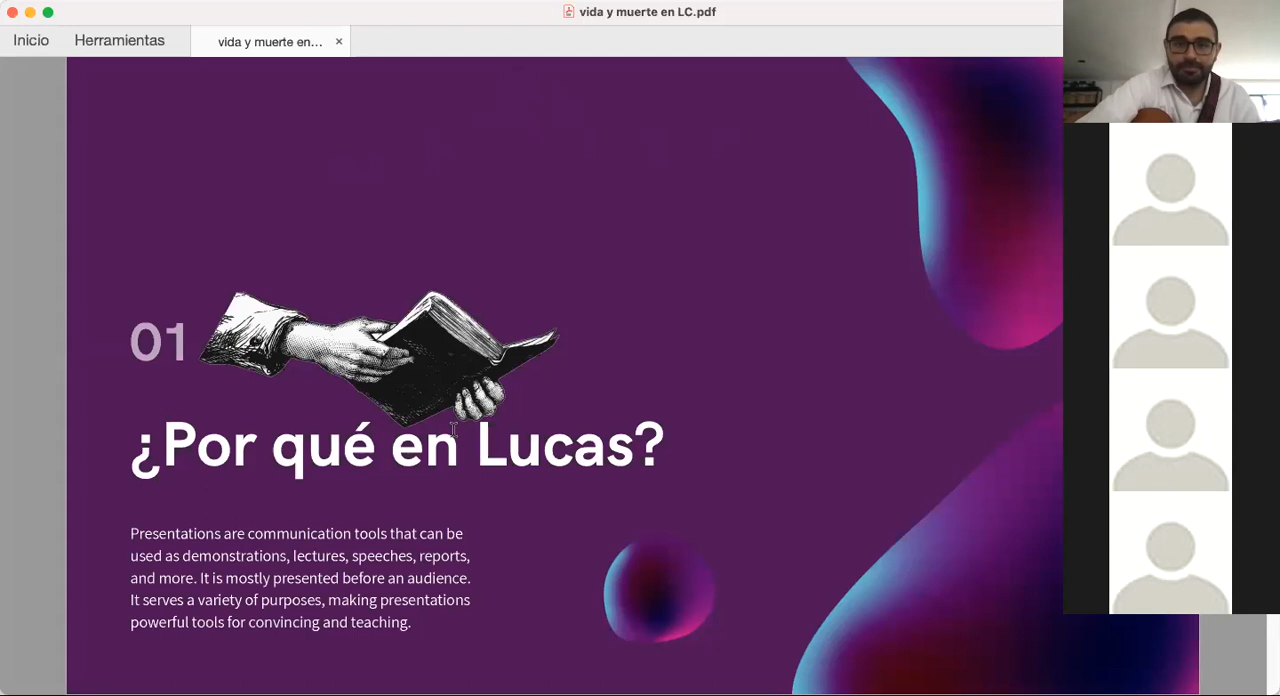 vida y muerte en LC.pdf
Inicio Herramientas vida y muerte en... ×
01
¿Por qué en Lucas?
Presentations are communication tools that can be
used as demonstrations, lectures, speeches, reports,
and more. It is mostly presented before an audience.
It serves a variety of purposes, making presentations
powerful tools for convincing and teaching.